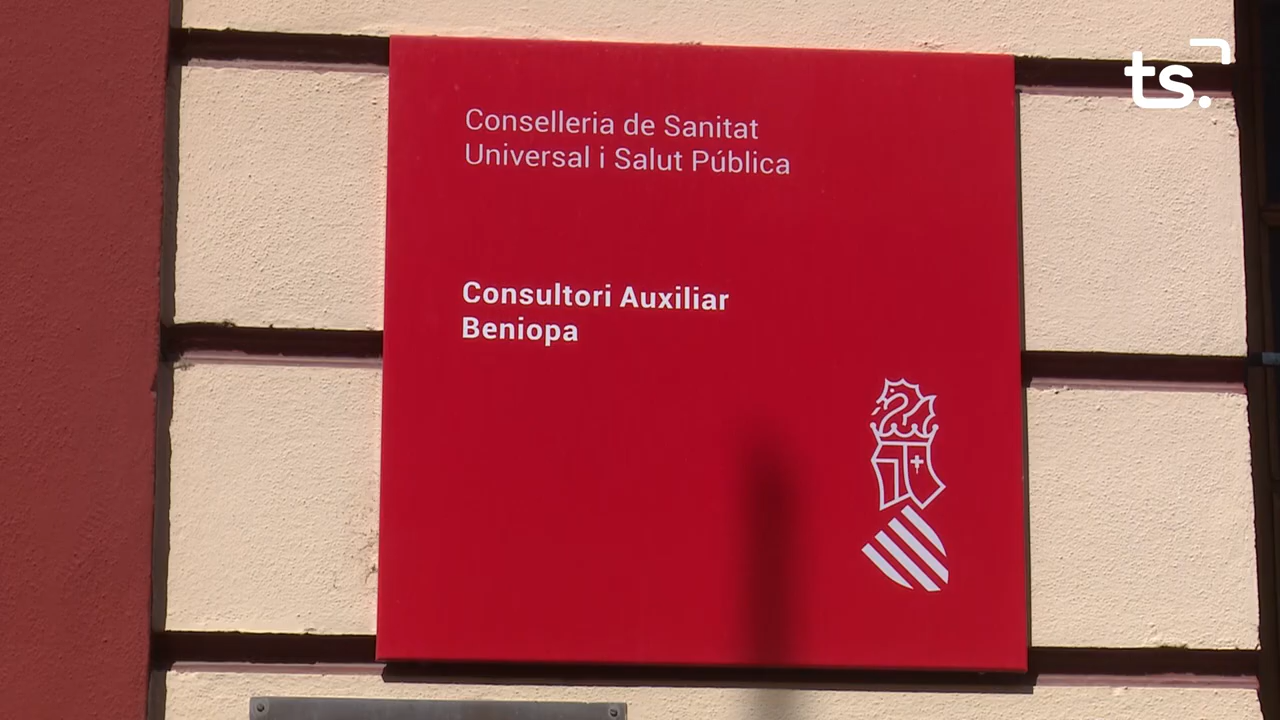 ts.
Conselleria de Sanitat
Universal i Salut Pública
Consultori Auxiliar
Beniopa